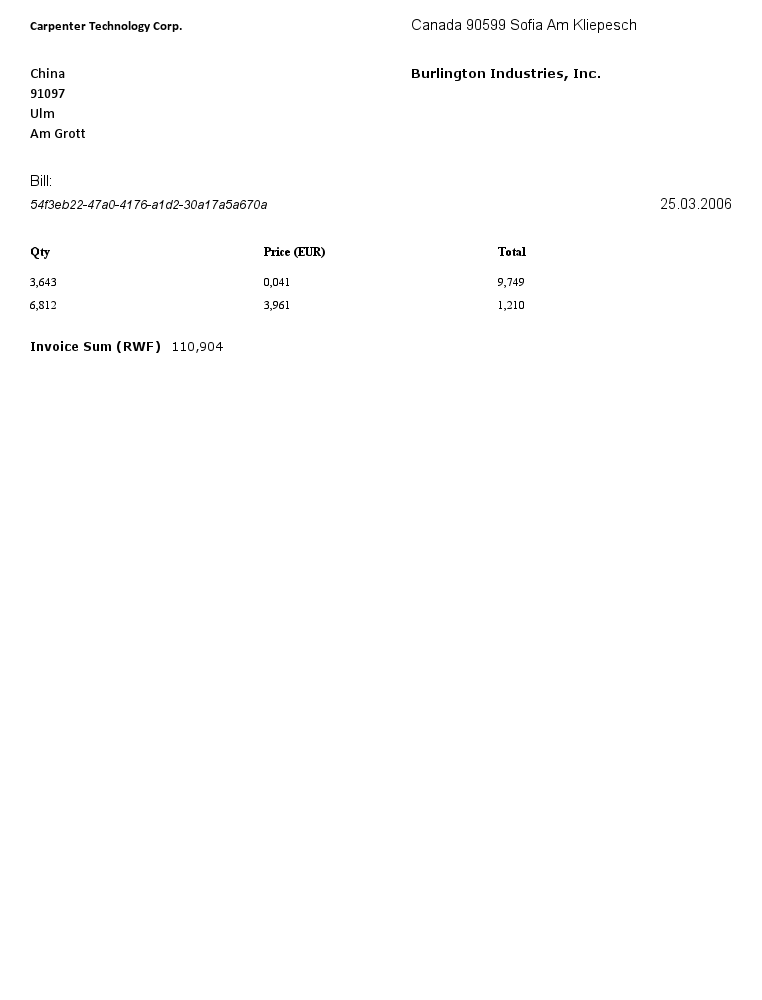 Carpenter Technology Corp.
Canada 90599 Sofia Am Kliepesch
China
91097
Ulm
Am Grott
Burlington Industries, Inc.
Bill:
54f3eb22-47a0-4176-a1d2-30a17a5a670a
25.03.2006
Qty Price (EUR) Total
3,643 0,041 9,749
6,812 3,961 1,210
Invoice Sum (RWF) 110,904